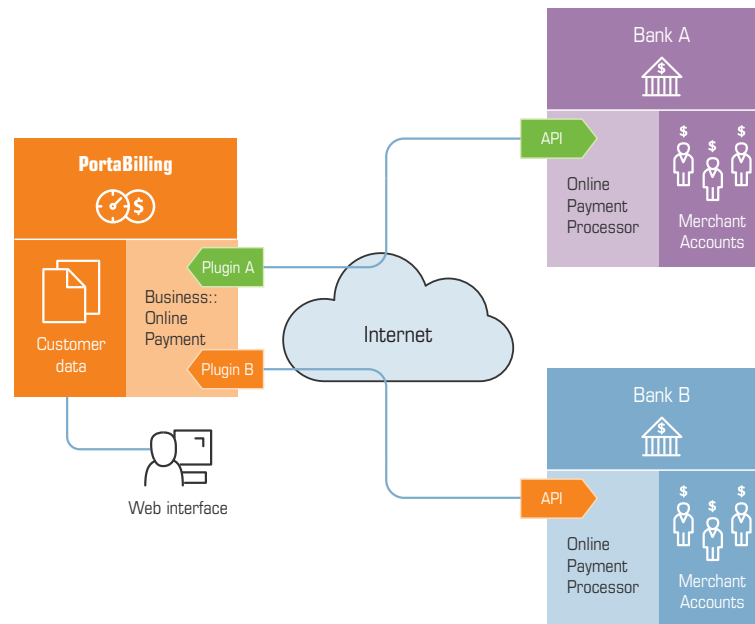 PortaBilling
$
Customer
data
Business::
Online
Payment
Plugin A
Plugin B
Web interface
Internet
Bank A
$
API
Online
Payment
Processor
$ $ $
Merchant
Accounts
Bank B
$
API
Online
Payment
Processor
$ $ $
Merchant
Accounts